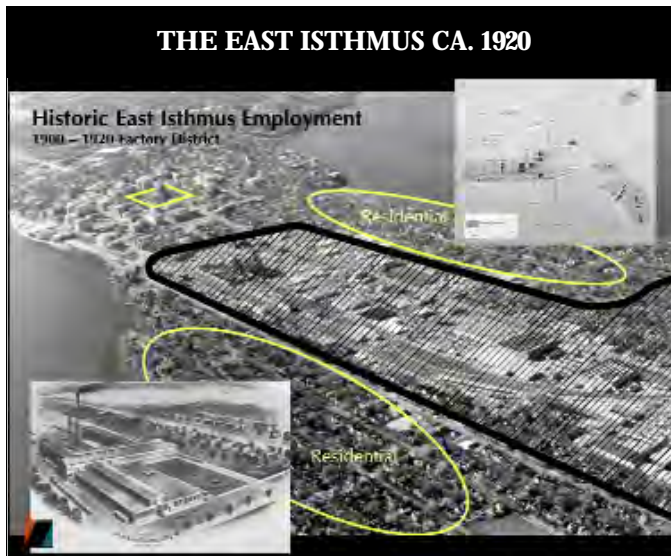 THE EAST ISTHMUS CA. 1920
Historic East Isthmus Employment
1900 – 1920 Factory District
Residential
Residential